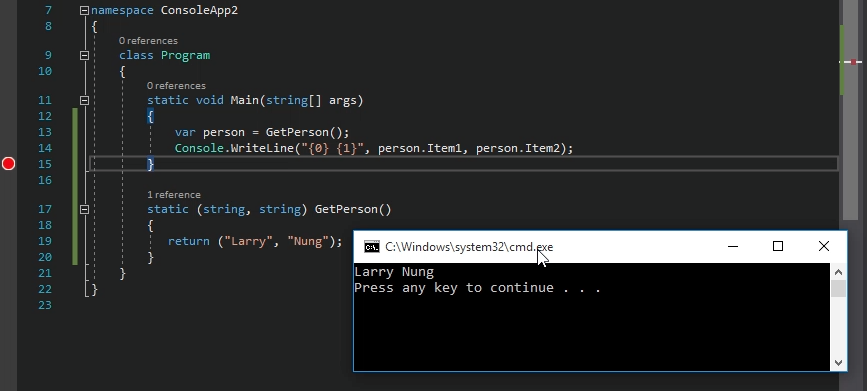 7 namespace ConsoleApp2
8 {
0 references
9 class Program
10 {
0 references
11 static void Main(string[] args)
12 {
13 var person = GetPerson();
14 Console.WriteLine("{0} {1}", person.Item1, person.Item2);
15 }
16
1 reference
17 static (string, string) GetPerson()
18 {
19 return ("Larry", "Nung");
20 }
21 }
22 }
23
C:\Windows\system32\cmd.exe
Larry Nung
Press any key to continue . . .